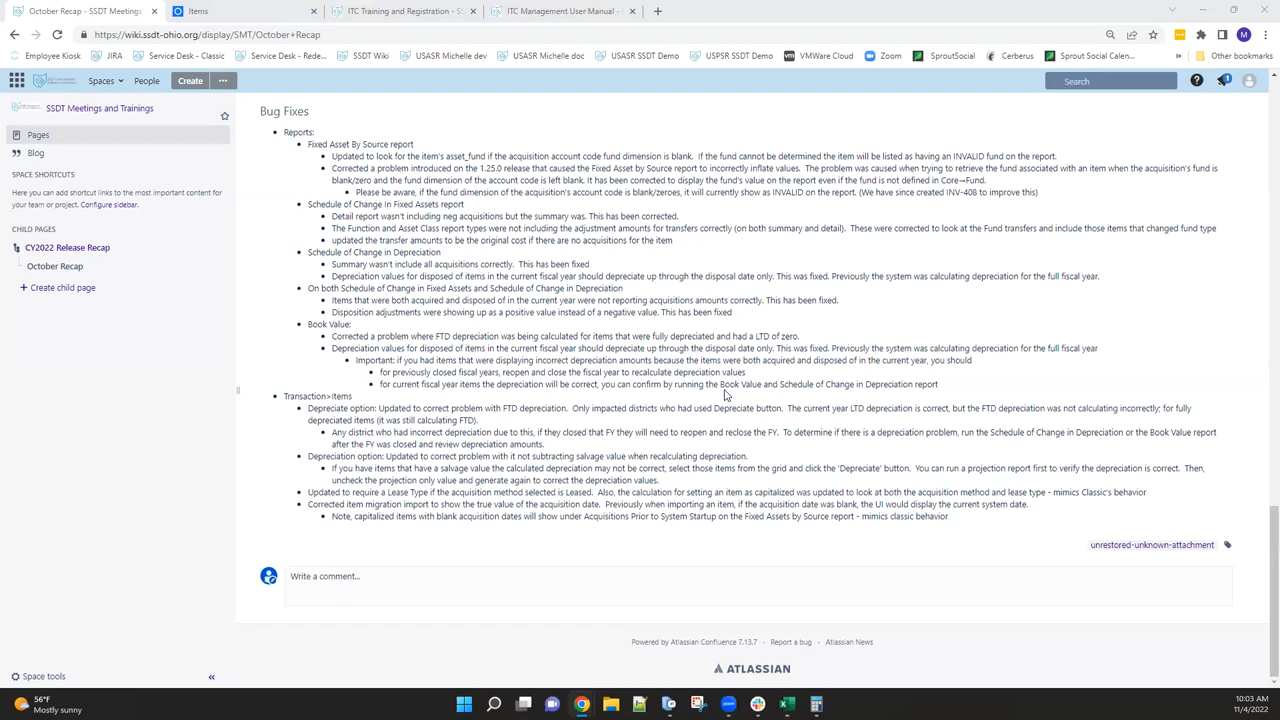 October Recap - SSDT Meetings
Items
ITC Training and Registration - S
ITC Management User Manual -
https://wiki.ssdt-ohio.org/display/SMT/October+Recap
M
Employee Kiosk JIRA Service Desk - Classic Service Desk - Rede... SSDT Wiki USASR Michelle dev USASR Michelle doc USASR SSDT Demo USPSR SSDT Demo VMWare Cloud Zoom SproutSocial Cerberus Sprout Social Calen... » Other bookmarks
Spaces People Create ... Search
SSDT Meetings and Trainings
Pages
Blog
SPACE SHORTCUTS
Here you can add shortcut links to the most important content for your team or project. Configure sidebar.
CHILD PAGES
CY2022 Release Recap
October Recap
+ Create child page
Bug Fixes
Reports:
Fixed Asset By Source report
Updated to look for the item's asset_fund if the acquisition account code fund dimension is blank. If the fund cannot be determined the item will be listed as having an INVALID fund on the report.
Corrected a problem introduced on the 1.25.0 release that caused the Fixed Asset by Source report to incorrectly inflate values. The problem was caused when trying to retrieve the fund associated with an item when the acquisition's fund is
blank/zero and the fund dimension of the account code is left blank. It has been corrected to display the fund's value on the report even if the fund is not defined in Core→Fund.
Please be aware, if the fund dimension of the acquisition's account code is blank/zeroes, it will currently show as INVALID on the report. (We have since created INV-408 to improve this)
Schedule of Change In Fixed Assets report
Detail report wasn't including neg acquisitions but the summary was. This has been corrected.
The Function and Asset Class report types were not including the adjustment amounts for transfers correctly (on both summary and detail). These were corrected to look at the Fund transfers and include those items that changed fund type
updated the transfer amounts to be the original cost if there are no acquisitions for the item
Schedule of Change in Depreciation
Summary wasn't include all acquisitions correctly. This has been fixed
Depreciation values for disposed of items in the current fiscal year should depreciate up through the disposal date only. This was fixed. Previously the system was calculating depreciation for the full fiscal year.
On both Schedule of Change in Fixed Assets and Schedule of Change in Depreciation
Items that were both acquired and disposed of in the current year were not reporting acquisitions amounts correctly. This has been fixed.
Disposition adjustments were showing up as a positive value instead of a negative value. This has been fixed
Book Value:
Corrected a problem where FTD depreciation was being calculated for items that were fully depreciated and had a LTD of zero.
Depreciation values for disposed of items in the current fiscal year should depreciate up through the disposal date only. This was fixed. Previously the system was calculating depreciation for the full fiscal year
Important: if you had items that were displaying incorrect depreciation amounts because the items were both acquired and disposed of in the current year, you should
for previously closed fiscal years, reopen and close the fiscal year to recalculate depreciation values
for current fiscal year items the depreciation will be correct, you can confirm by running the Book Value and Schedule of Change in Depreciation report
Transaction>Items
Depreciate option: Updated to correct problem with FTD depreciation. Only impacted districts who had used Depreciate button. The current year LTD depreciation is correct, but the FTD depreciation was not calculating incorrectly; for fully
depreciated items (it was still calculating FTD).
Any district who had incorrect depreciation due to this, if they closed that FY they will need to reopen and reclose the FY. To determine if there is a depreciation problem, run the Schedule of Change in Depreciation or the Book Value report
after the FY was closed and review depreciation amounts.
Depreciation option: Updated to correct problem with it not subtracting salvage value when recalculating depreciation.
If you have items that have a salvage value the calculated depreciation may not be correct, select those items from the grid and click the 'Depreciate' button. You can run a projection report first to verify the depreciation is correct. Then,
uncheck the projection only value and generate again to correct the depreciation values.
Updated to require a Lease Type if the acquisition method selected is Leased. Also, the calculation for setting an item as capitalized was updated to look at both the acquisition method and lease type - mimics Classic's behavior
Corrected item migration import to show the true value of the acquisition date. Previously when importing an item, if the acquisition date was blank, the UI would display the current system date.
Note, capitalized items with blank acquisition dates will show under Acquisitions Prior to System Startup on the Fixed Assets by Source report - mimics classic behavior
unrestored-unknown-attachment
Write a comment...
Powered by Atlassian Confluence 7.13.7 · Report a bug · Atlassian News
ATLASSIAN
Space tools «
56°F
Mostly sunny
10:03 AM
11/4/2022